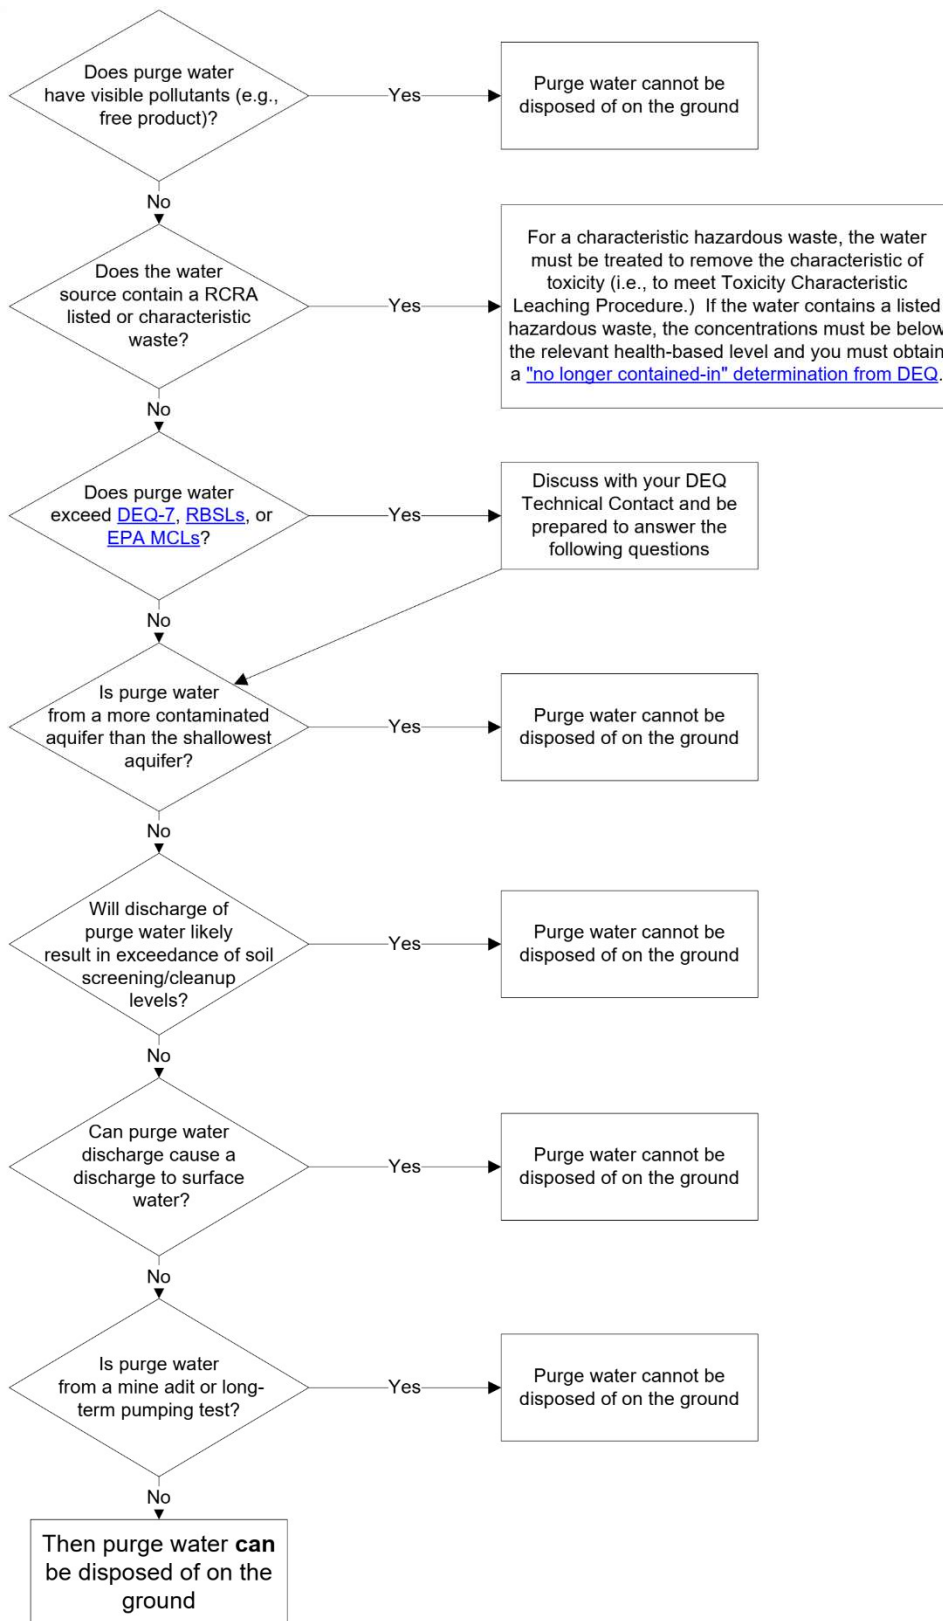 Does purge water
have visible pollutants (e.g.,
free product)?
Yes
Purge water cannot be
disposed of on the ground
No
Does the water
source contain a RCRA
listed or characteristic
waste?
Yes
For a characteristic hazardous waste, the water
must be treated to remove the characteristic of
toxicity (i.e., to meet Toxicity Characteristic
Leaching Procedure.)  If the water contains a listed
hazardous waste, the concentrations must be below
the relevant health-based level and you must obtain
a "no longer contained-in" determination from DEQ.
No
Does purge water
exceed DEQ-7, RBSLs, or
EPA MCLs?
Yes
Discuss with your DEQ
Technical Contact and be
prepared to answer the
following questions
No
Is purge water
from a more contaminated
aquifer than the shallowest
aquifer?
Yes
Purge water cannot be
disposed of on the ground
No
Will discharge of
purge water likely
result in exceedance of soil
screening/cleanup
levels?
Yes
Purge water cannot be
disposed of on the ground
No
Can purge water
discharge cause a
discharge to surface
water?
Yes
Purge water cannot be
disposed of on the ground
No
Is purge water
from a mine adit or long-
term pumping test?
Yes
Purge water cannot be
disposed of on the ground
No
Then purge water can
be disposed of on the
ground